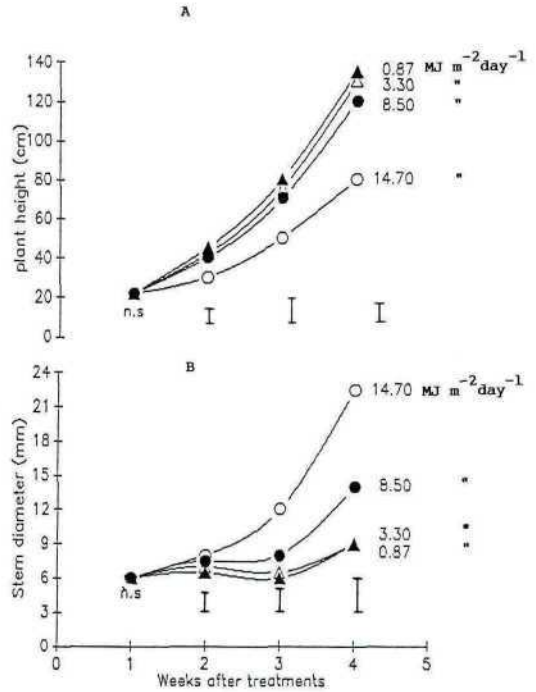 A
140
120
100
80
60
40
20
0
plant height (cm)
0.87 MJ m-2day-1
3.30 "
8.50 "
14.70 "
n.s
B
24
21
18
15
12
9
6
3
0
Stem diameter (mm)
14.70 MJ m-2day-1
8.50 "
3.30 "
0.87 "
n.s
0 1 2 3 4 5
Weeks after treatments